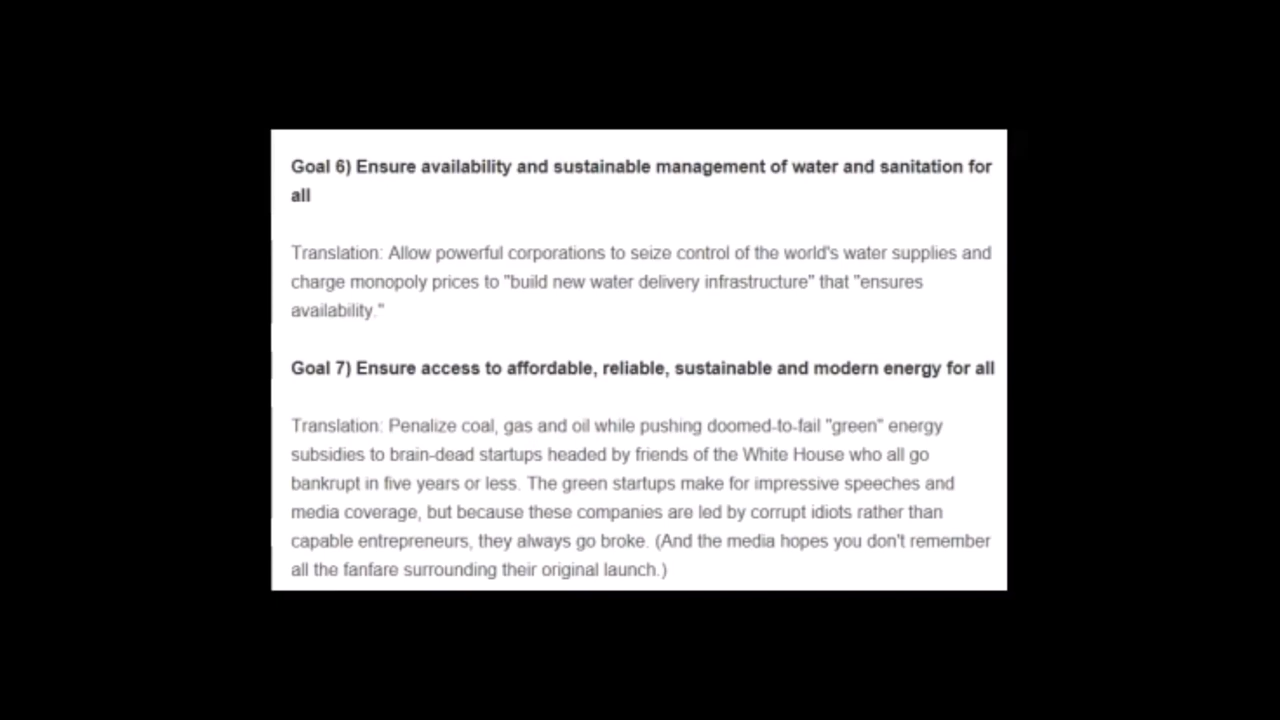 Goal 6) Ensure availability and sustainable management of water and sanitation for
all
Translation: Allow powerful corporations to seize control of the world's water supplies and
charge monopoly prices to "build new water delivery infrastructure" that "ensures
availability."
Goal 7) Ensure access to affordable, reliable, sustainable and modern energy for all
Translation: Penalize coal, gas and oil while pushing doomed-to-fail "green" energy
subsidies to brain-dead startups headed by friends of the White House who all go
bankrupt in five years or less. The green startups make for impressive speeches and
media coverage, but because these companies are led by corrupt idiots rather than
capable entrepreneurs, they always go broke. (And the media hopes you don't remember
all the fanfare surrounding their original launch.)